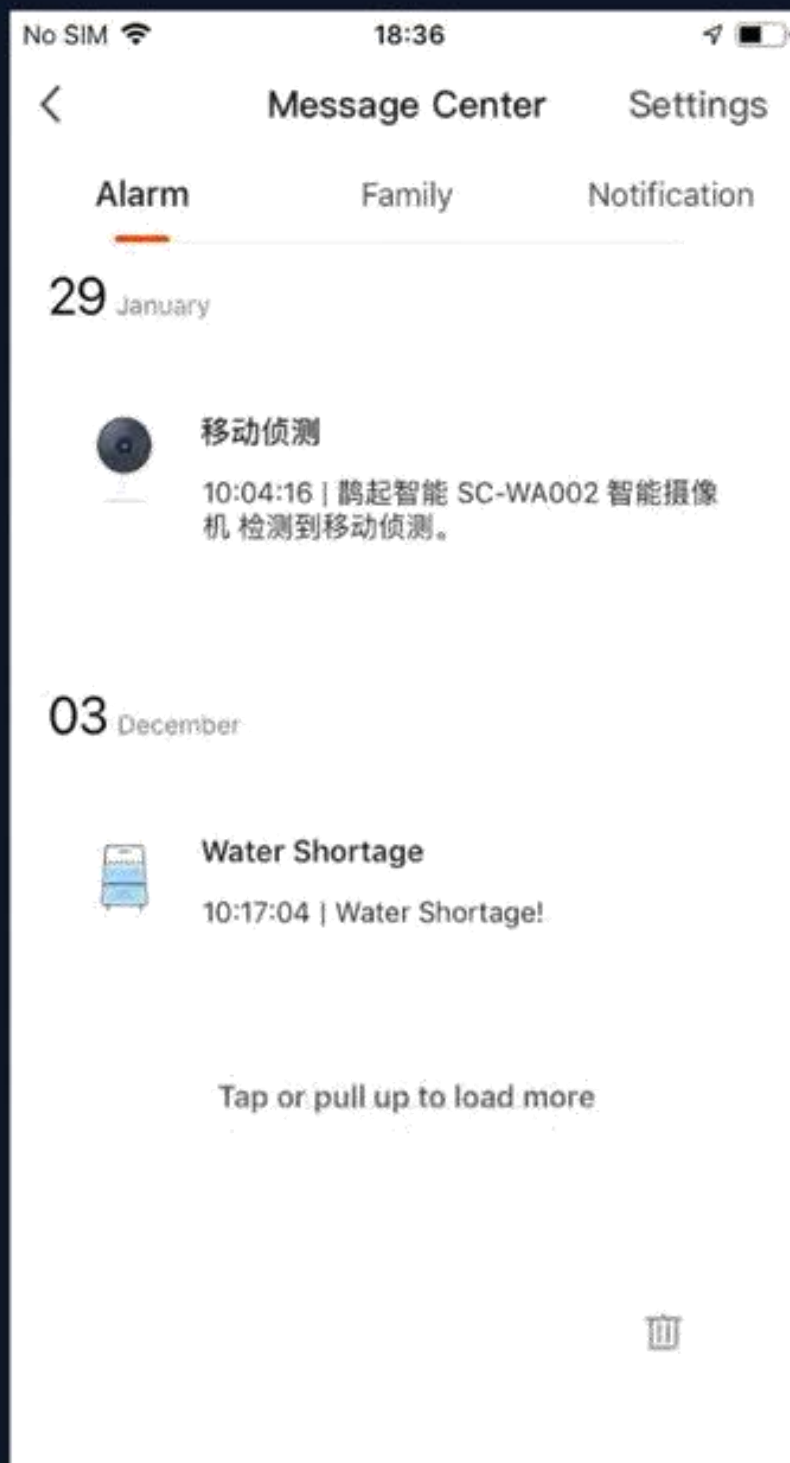 No SIM 18:36
Message Center Settings
Alarm Family Notification
29 January
移动侦测
10:04:16 | 鹊起智能 SC-WA002 智能摄像
机 检测到移动侦测。
03 December
Water Shortage
10:17:04 | Water Shortage!
Tap or pull up to load more